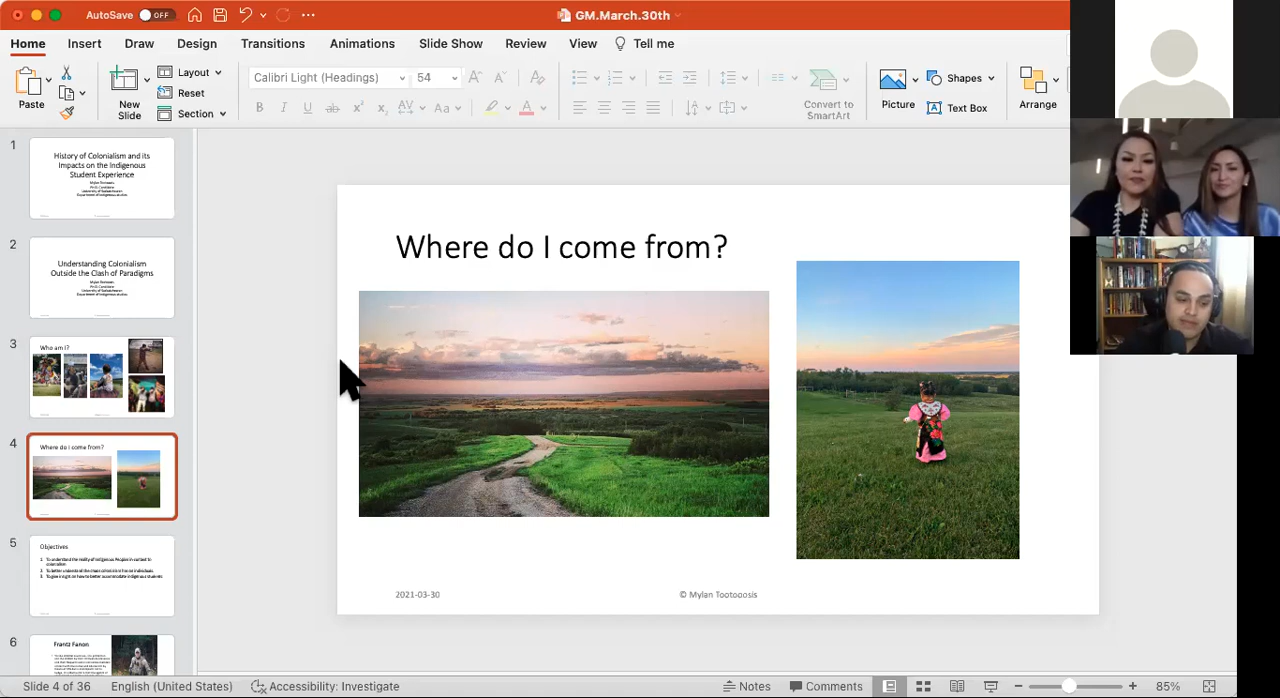 AutoSave OFF
GM.March.30th
Home Insert Draw Design Transitions Animations Slide Show Review View Tell me
Paste
New
Slide
Layout
Reset
Section
Calibri Light (Headings) 54
Convert to
SmartArt
Picture
Shapes
Text Box
Arrange
1
History of Colonialism and its
Impacts on the Indigenous
Student Experience
2
Understanding Colonialism
Outside the Clash of Paradigms
3
Who am I?
4
Where do I come from?
5
Objectives
6
Frantz Fanon
Where do I come from?
2021-03-30
© Mylan Tootoosis
Slide 4 of 36 English (United States) Accessibility: Investigate
Notes Comments 85%